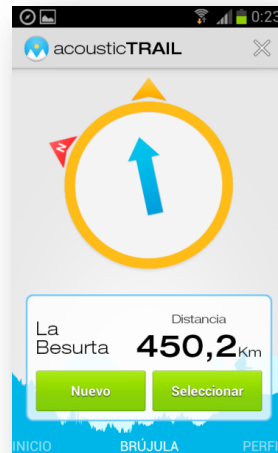 0:23
acousticTRAIL
N
La
Besurta
Distancia
450,2Km
Nuevo
Seleccionar
INICIO
BRÚJULA
PERFI